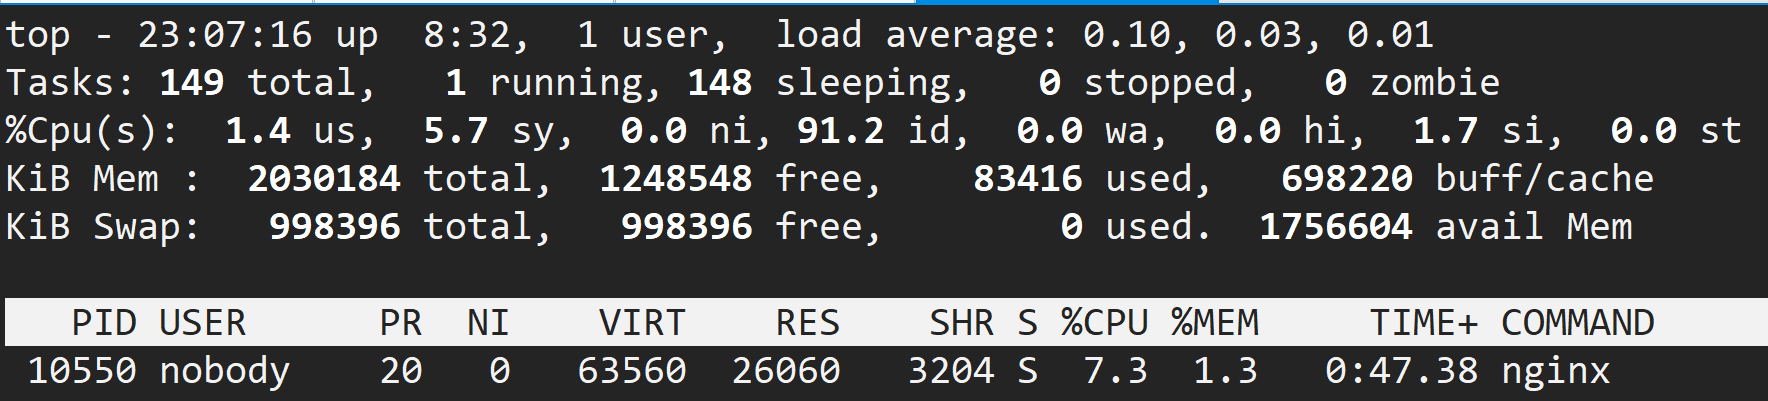 top - 23:07:16 up  8:32,  1 user,  load average: 0.10, 0.03, 0.01
Tasks: 149 total,   1 running, 148 sleeping,   0 stopped,   0 zombie
%Cpu(s):  1.4 us,  5.7 sy,  0.0 ni, 91.2 id,  0.0 wa,  0.0 hi,  1.7 si,  0.0 st
KiB Mem :  2030184 total,  1248548 free,    83416 used,   698220 buff/cache
KiB Swap:   998396 total,   998396 free,        0 used.  1756604 avail Mem
   PID USER      PR  NI    VIRT    RES    SHR S %CPU %MEM     TIME+ COMMAND
 10550 nobody    20   0   63560  26060   3204 S  7.3  1.3   0:47.38 nginx